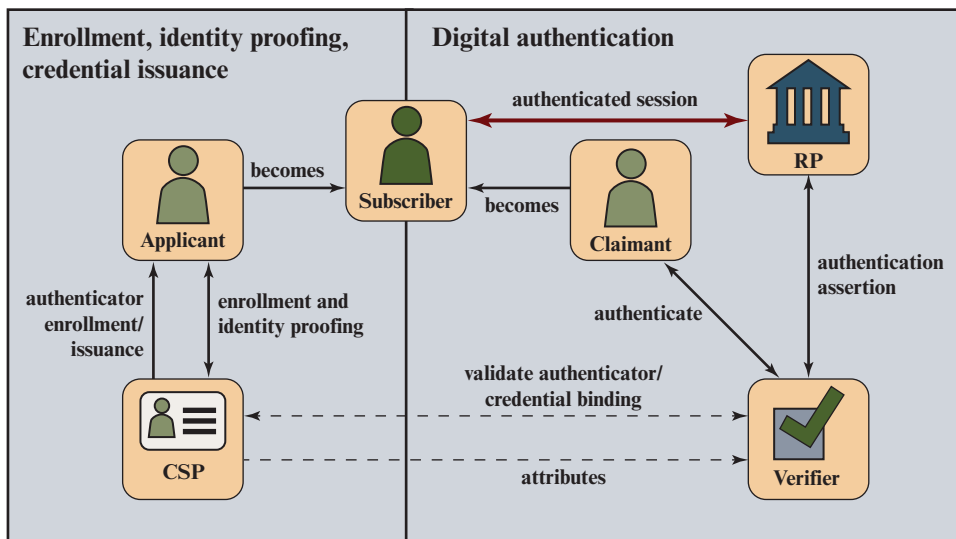 Enrollment, identity proofing,
credential issuance
Digital authentication
authenticated session
RP
becomes
Subscriber
becomes
Applicant
Claimant
authenticator
enrollment/
issuance
enrollment and
identity proofing
authentication
assertion
authenticate
validate authenticator/
credential binding
CSP
attributes
Verifier